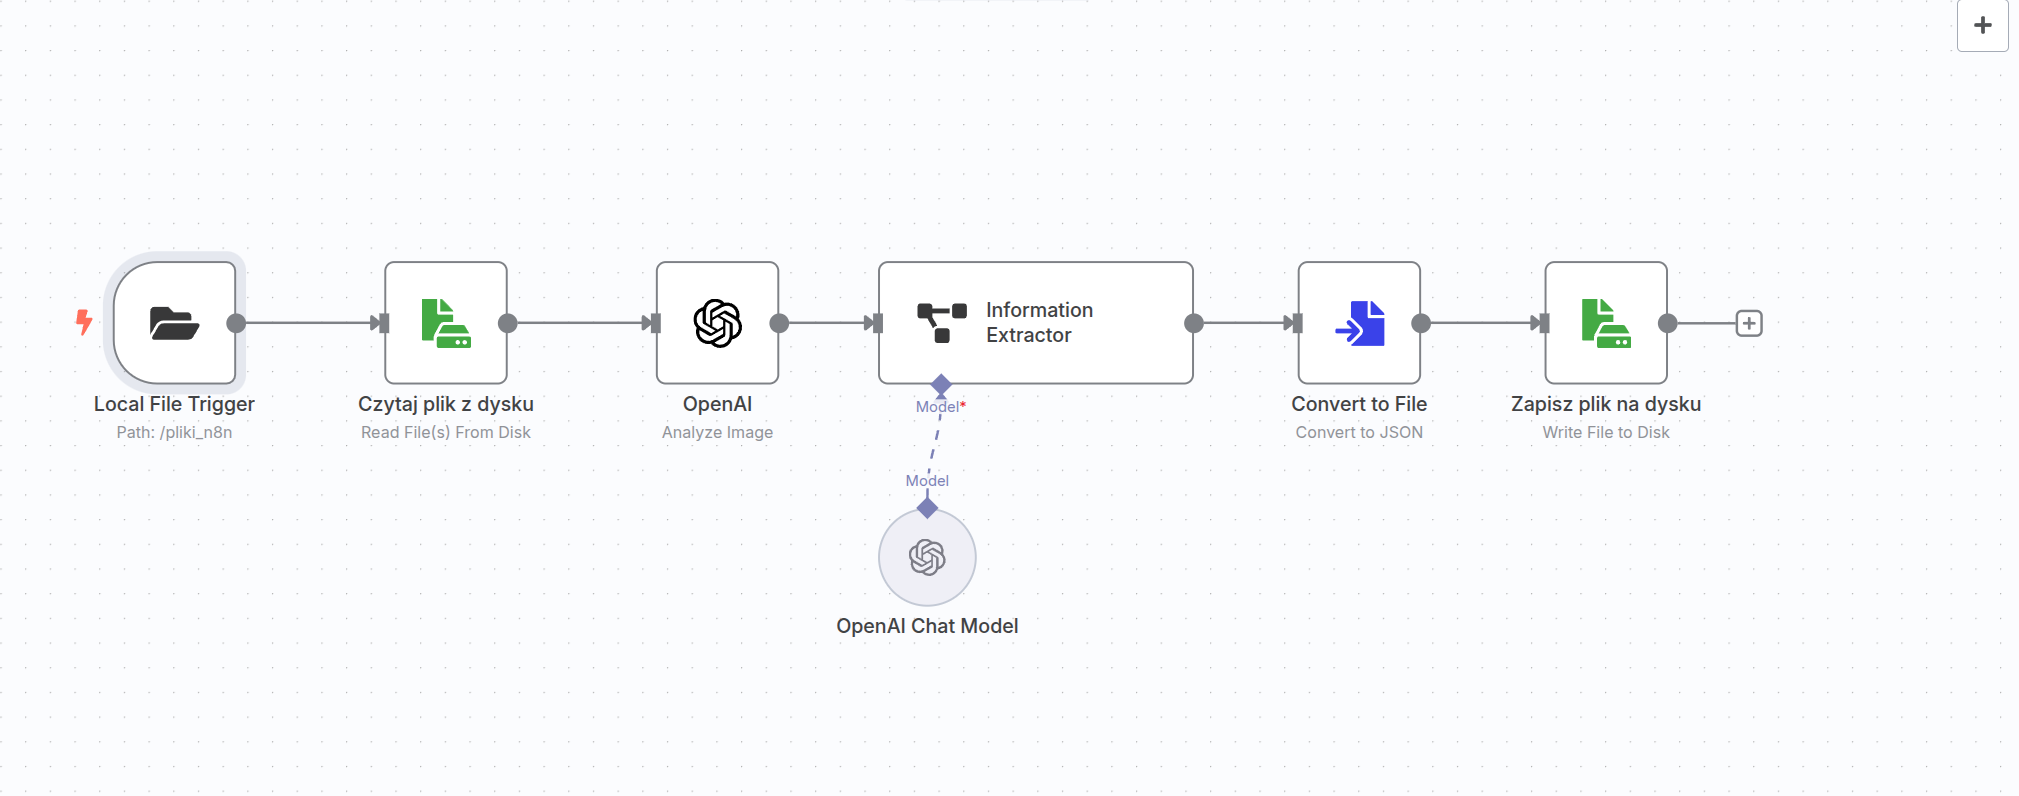 Local File Trigger
Path: /pliki_n8n
Czytaj plik z dysku
Read File(s) From Disk
OpenAI
Analyze Image
Information
Extractor
Model*
Model
OpenAI Chat Model
Convert to File
Convert to JSON
Zapisz plik na dysku
Write File to Disk